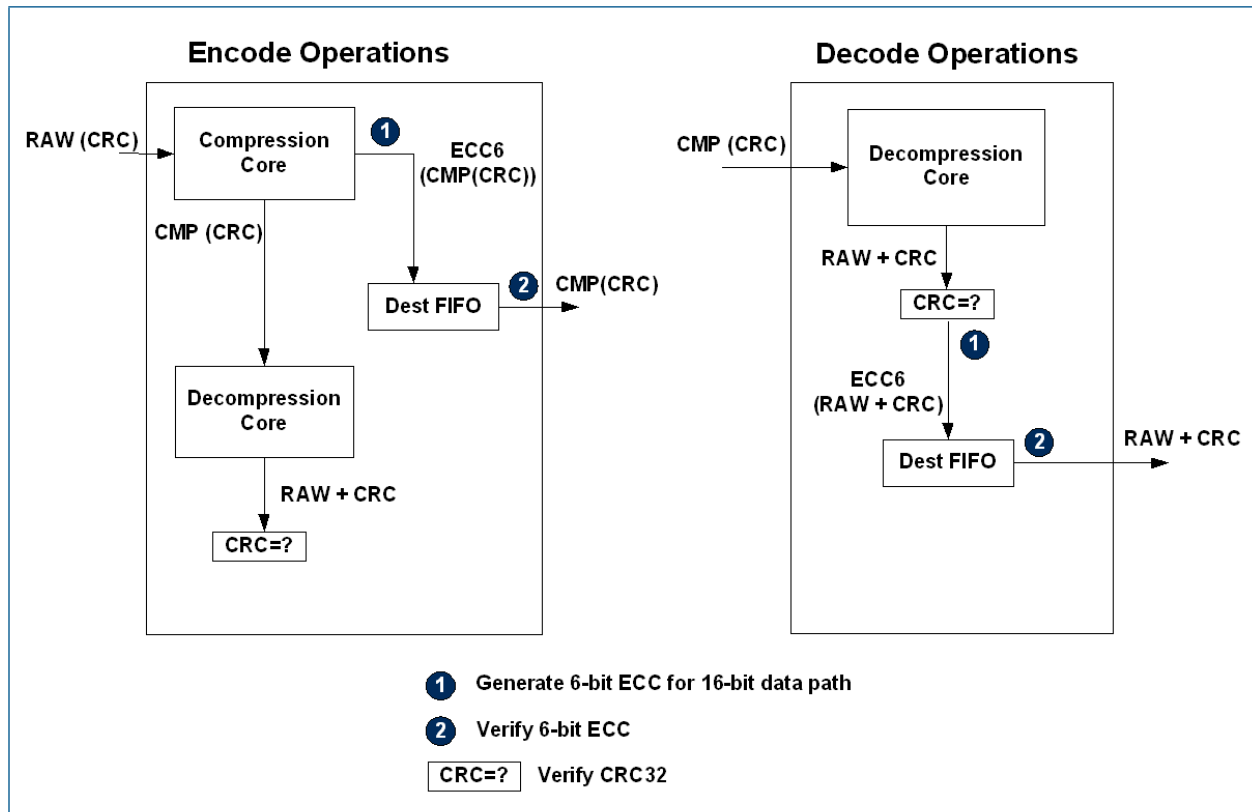 Encode Operations
RAW (CRC)
Compression
Core
1
ECC6
(CMP(CRC))
CMP (CRC)
Dest FIFO
2
CMP(CRC)
Decompression
Core
RAW + CRC
CRC=?
Decode Operations
CMP (CRC)
Decompression
Core
RAW + CRC
CRC=?
1
ECC6
(RAW + CRC)
Dest FIFO
2
RAW + CRC
1 Generate 6-bit ECC for 16-bit data path
2 Verify 6-bit ECC
CRC=? Verify CRC32